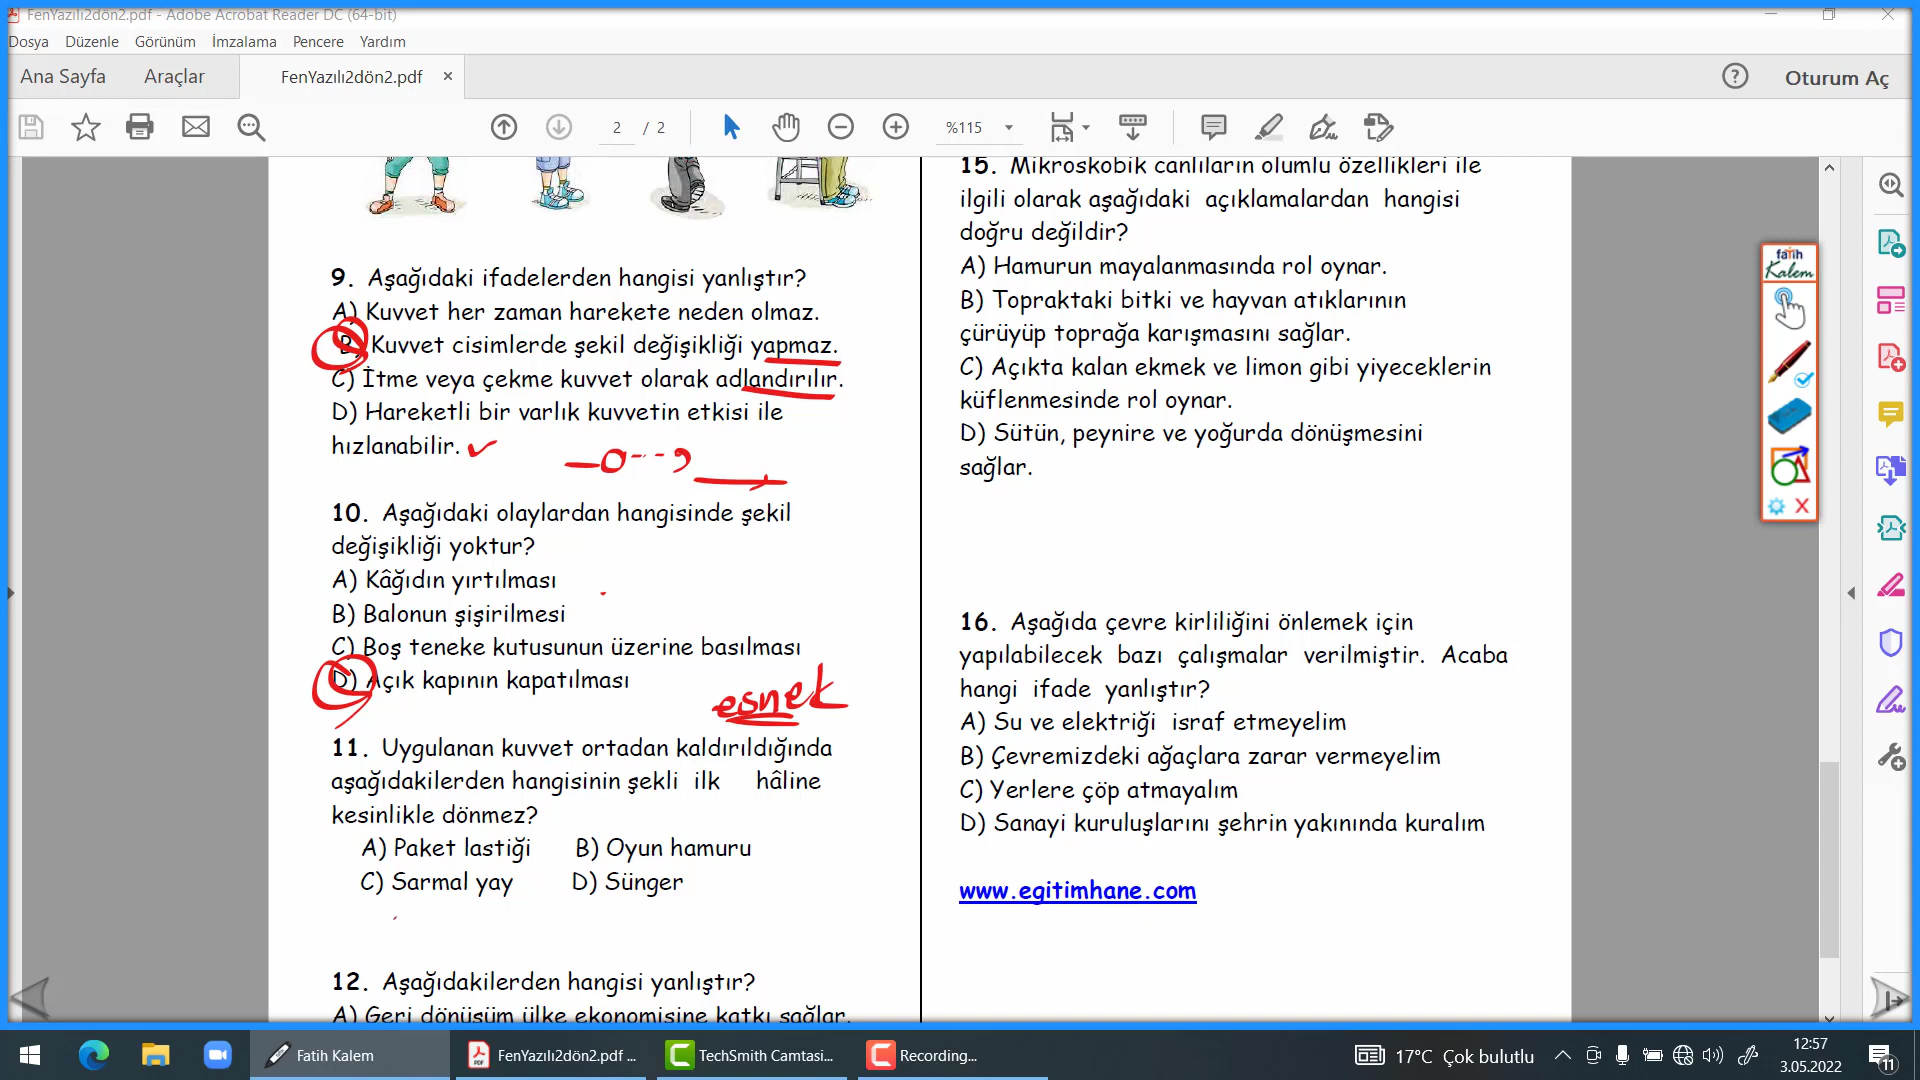 FenYazılı2dön2.pdf - Adobe Acrobat Reader DC (64-bit)
Dosya Düzenle Görünüm İmzalama Pencere Yardım
Ana Sayfa Araçlar FenYazılı2dön2.pdf × Oturum Aç
2 / 2 %115
9. Aşağıdaki ifadelerden hangisi yanlıştır?
A) Kuvvet her zaman harekete neden olmaz.
B) Kuvvet cisimlerde şekil değişikliği yapmaz.
C) İtme veya çekme kuvvet olarak adlandırılır.
D) Hareketli bir varlık kuvvetin etkisi ile
hızlanabilir.
10. Aşağıdaki olaylardan hangisinde şekil
değişikliği yoktur?
A) Kâğıdın yırtılması
B) Balonun şişirilmesi
C) Boş teneke kutusunun üzerine basılması
D) Açık kapının kapatılması
esnek
11. Uygulanan kuvvet ortadan kaldırıldığında
aşağıdakilerden hangisinin şekli ilk hâline
kesinlikle dönmez?
A) Paket lastiği B) Oyun hamuru
C) Sarmal yay D) Sünger
12. Aşağıdakilerden hangisi yanlıştır?
A) Geri dönüşüm ülke ekonomisine katkı sağlar.
15. Mikroskobik canlıların olumlu özellikleri ile
ilgili olarak aşağıdaki açıklamalardan hangisi
doğru değildir?
A) Hamurun mayalanmasında rol oynar.
B) Topraktaki bitki ve hayvan atıklarının
çürüyüp toprağa karışmasını sağlar.
C) Açıkta kalan ekmek ve limon gibi yiyeceklerin
küflenmesinde rol oynar.
D) Sütün, peynire ve yoğurda dönüşmesini
sağlar.
16. Aşağıda çevre kirliliğini önlemek için
yapılabilecek bazı çalışmalar verilmiştir. Acaba
hangi ifade yanlıştır?
A) Su ve elektriği israf etmeyelim
B) Çevremizdeki ağaçlara zarar vermeyelim
C) Yerlere çöp atmayalım
D) Sanayi kuruluşlarını şehrin yakınında kuralım
www.egitimhane.com
fatih
Kalem
Fatih Kalem FenYazılı2dön2.pdf ... TechSmith Camtasi... Recording... 17°C Çok bulutlu 12:57
3.05.2022
11